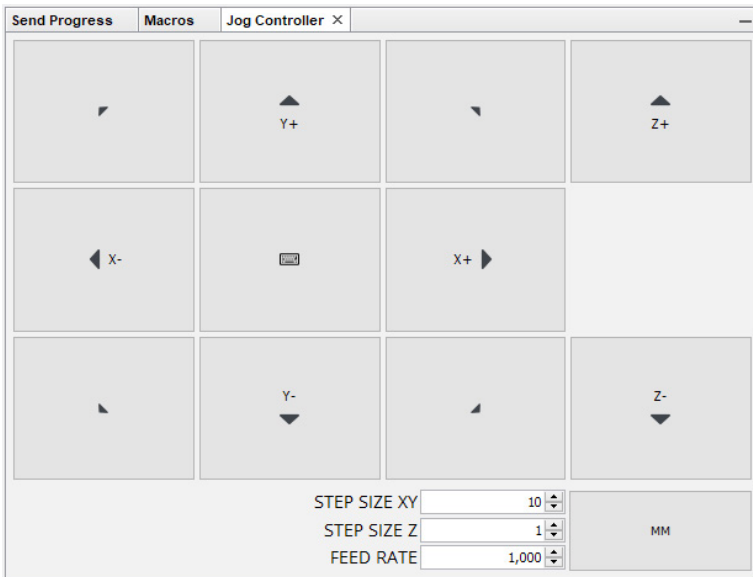 Send Progress Macros Jog Controller
Y+ Z+
X- X+
Y- Z-
STEP SIZE XY 10
STEP SIZE Z 1
MM
FEED RATE 1,000